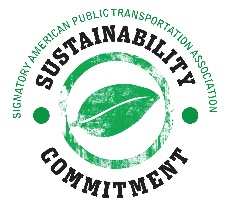 SIGNATORY AMERICAN PUBLIC TRANSPORTATION ASSOCIATION
SUSTAINABILITY
COMMITMENT